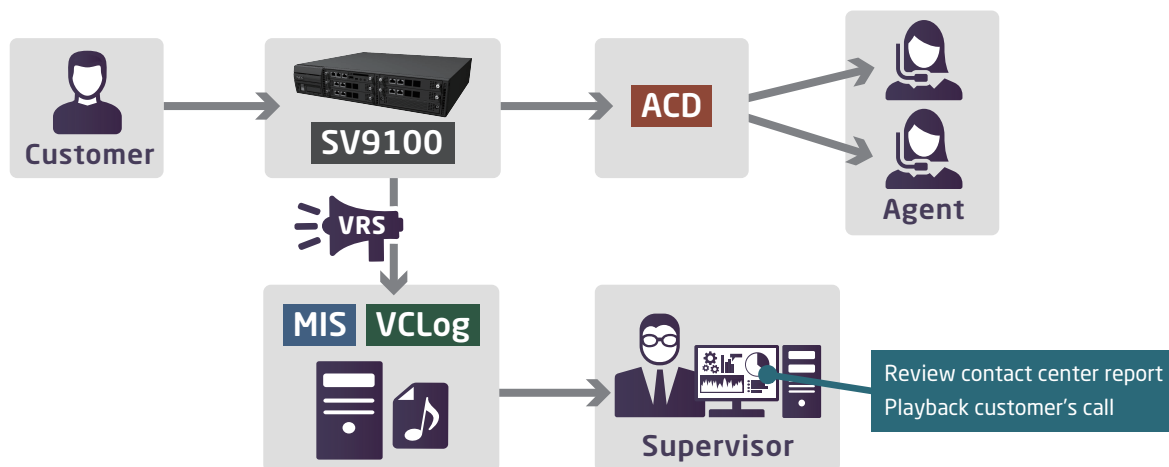 Customer
SV9100
ACD
Agent
VRS
MIS
VCLog
Supervisor
Review contact center report
Playback customer's call